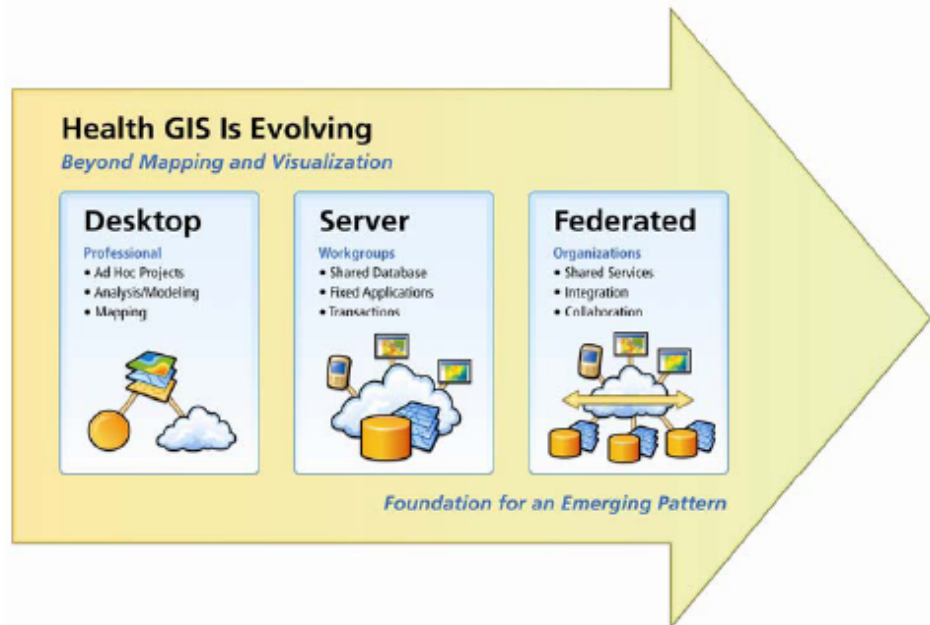 Health GIS Is Evolving
Beyond Mapping and Visualization
Desktop
Professional
• Ad Hoc Projects
• Analysis/Modeling
• Mapping
Server
Workgroups
• Shared Database
• Fixed Applications
• Transactions
Federated
Organizations
• Shared Services
• Integration
• Collaboration
Foundation for an Emerging Pattern